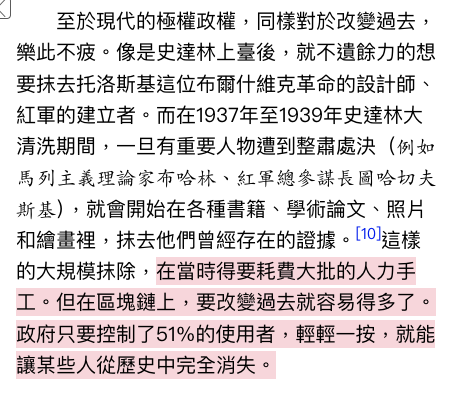 至於現代的極權政權，同樣對於改變過去，
樂此不疲。像是史達林上臺後，就不遺餘力的想
要抹去托洛斯基這位布爾什維克革命的設計師、
紅軍的建立者。而在1937年至1939年史達林大
清洗期間，一旦有重要人物遭到整肅處決（例如
馬列主義理論家布哈林、紅軍總參謀長圖哈切夫
斯基），就會開始在各種書籍、學術論文、照片
和繪畫裡，抹去他們曾經存在的證據。[10]這樣
的大規模抹除，在當時得要耗費大批的人力手
工。但在區塊鏈上，要改變過去就容易得多了。
政府只要控制了51%的使用者，輕輕一按，就能
讓某些人從歷史中完全消失。